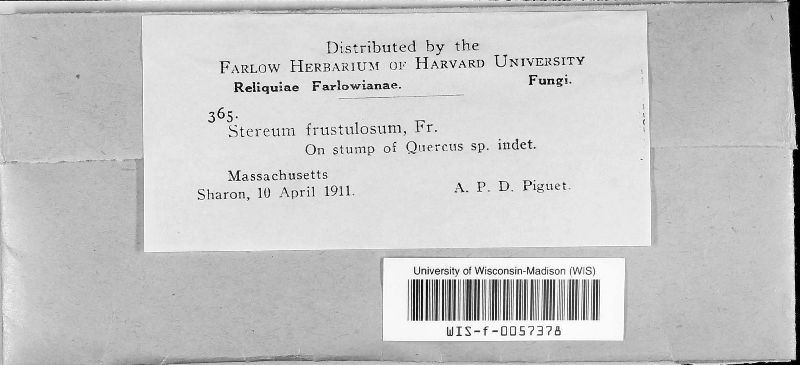 Distributed by the
FARLOW HERBARIUM OF HARVARD UNIVERSITY
Reliquiae Farlowianae. Fungi.
365.
Stereum frustulosum, Fr.
On stump of Quercus sp. indet.
Massachusetts
Sharon, 10 April 1911. A. P. D. Piguet.
University of Wisconsin-Madison (WIS)
WIS-f-0057378